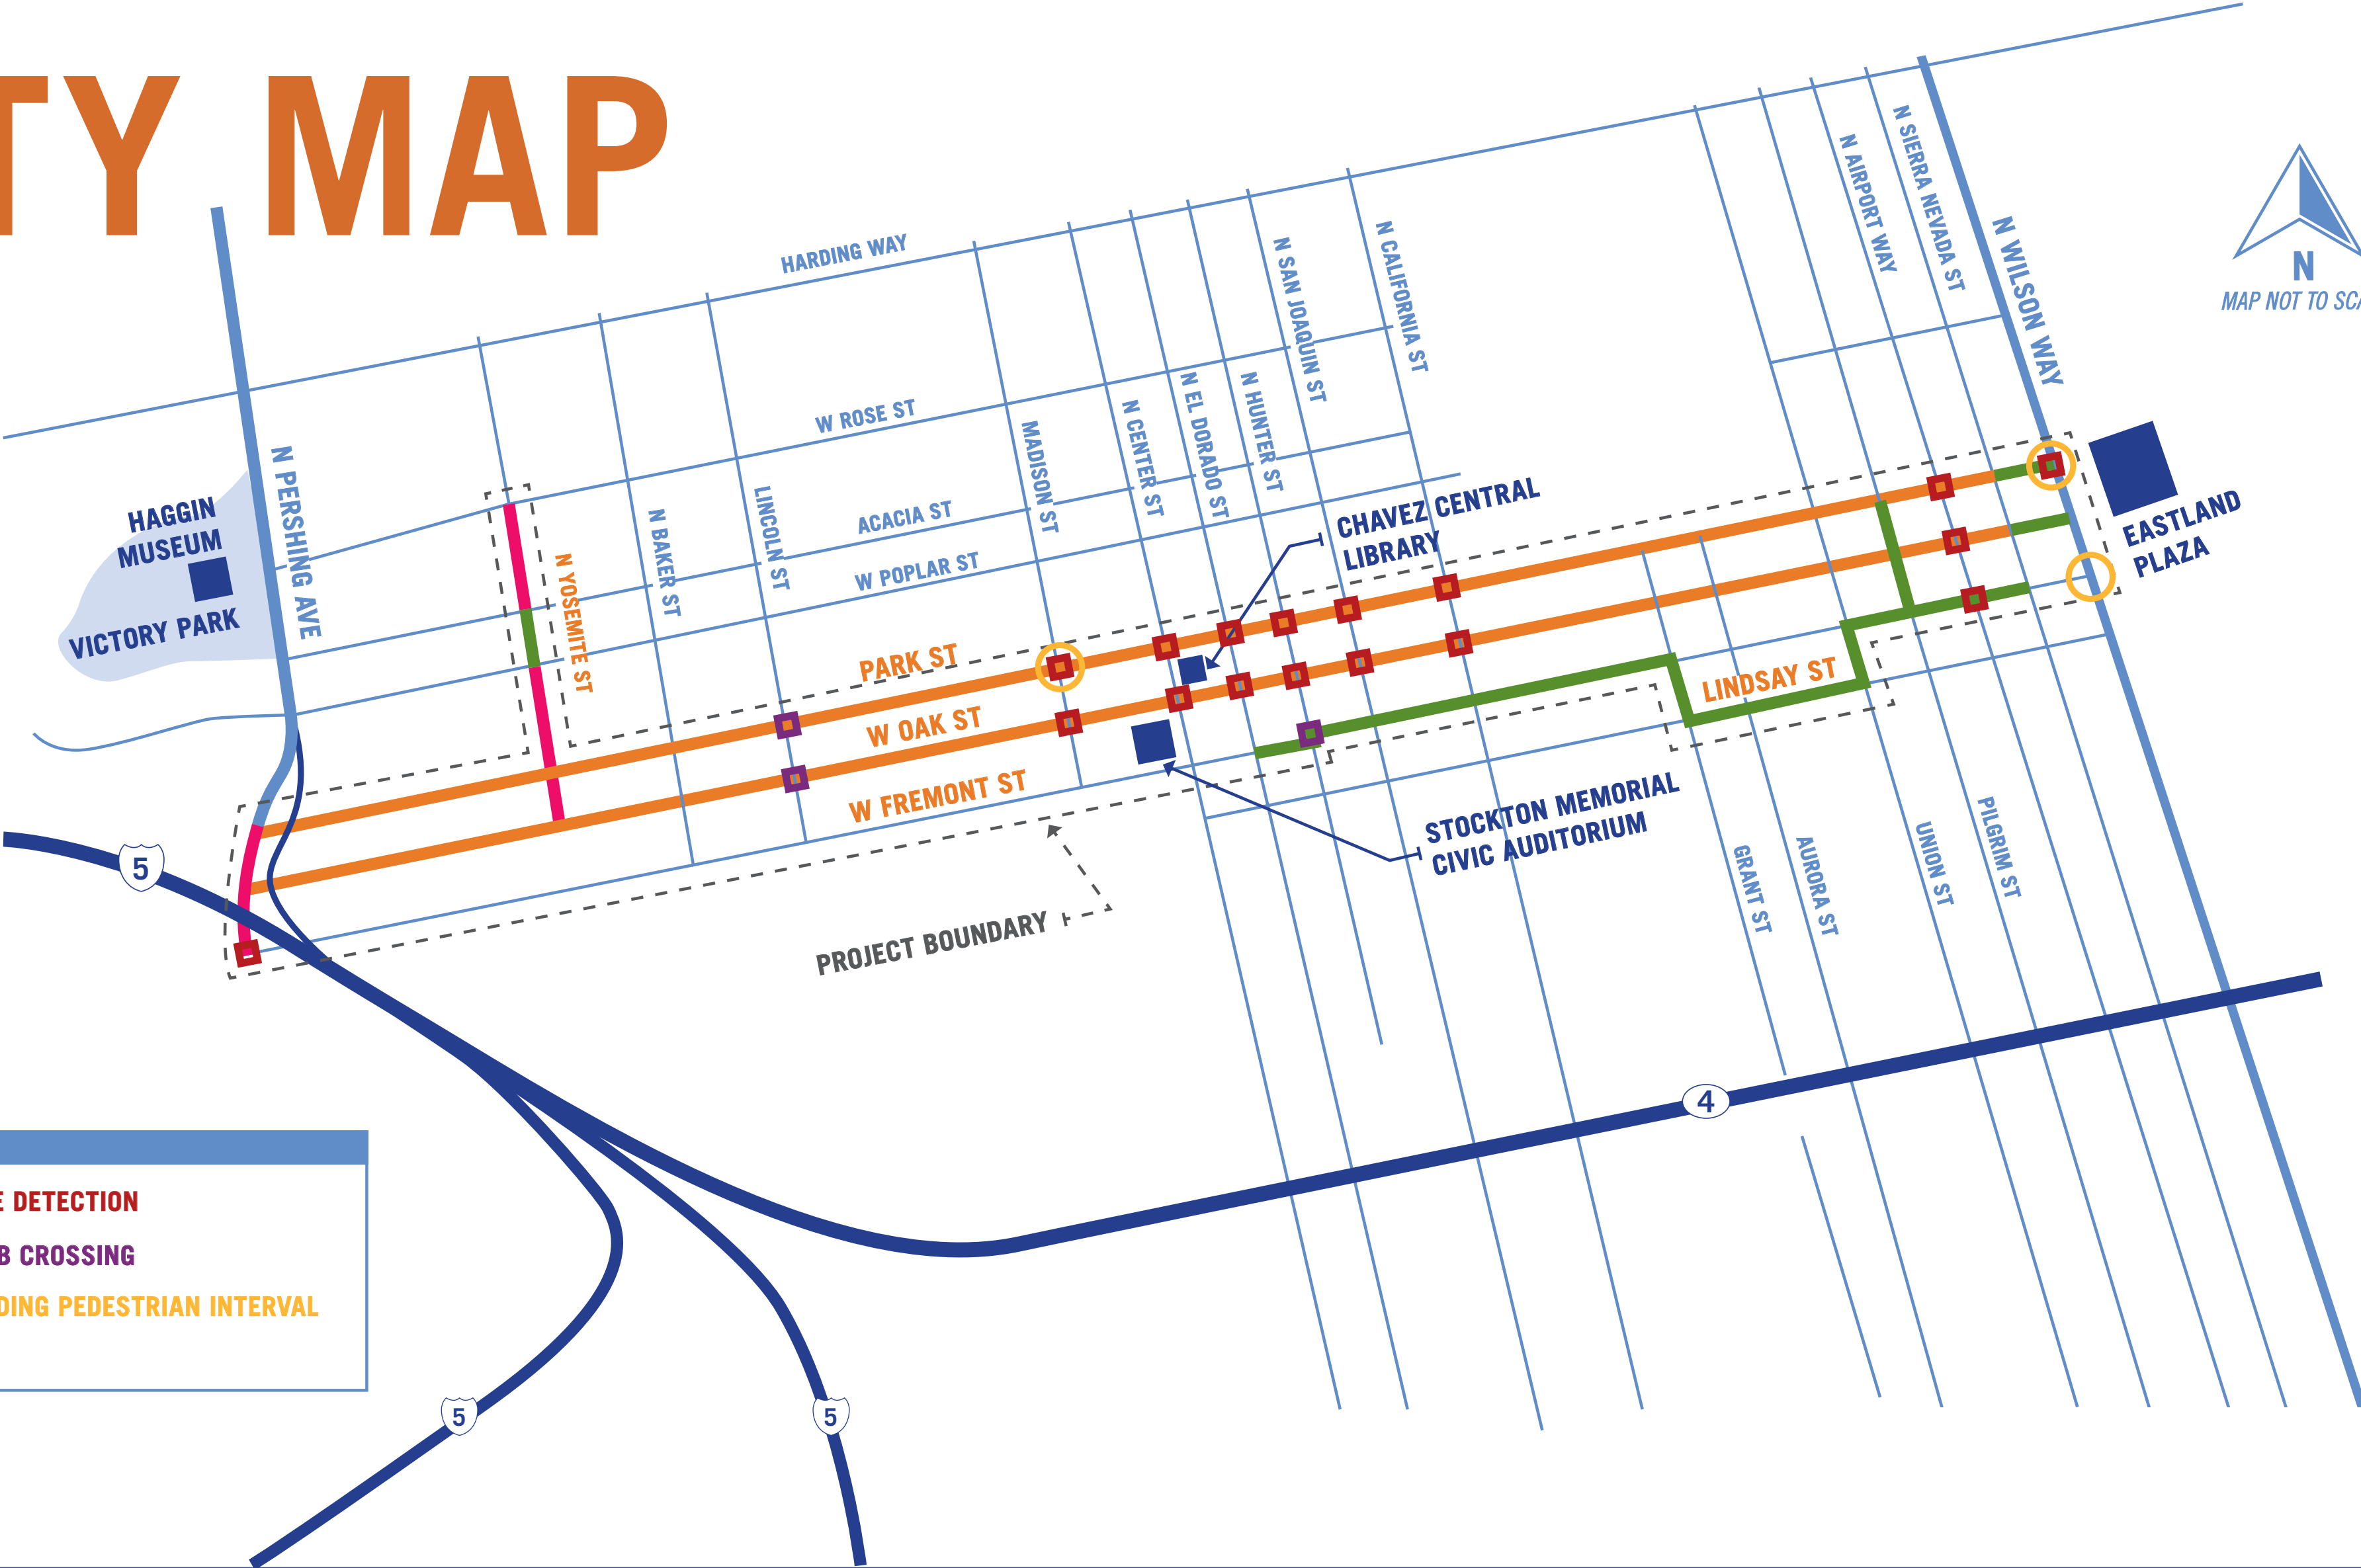 TY MAP
HARDING WAY
W ROSE ST
ACACIA ST
W POPLAR ST
PARK ST
W OAK ST
W FREMONT ST
LINDSAY ST
N PERSHING AVE
N YOSEMITE ST
N BAKER ST
LINCOLN ST
MADISON ST
N CENTER ST
N EL DORADO ST
N HUNTER ST
N SAN JOAQUIN ST
N CALIFORNIA ST
N AIRPORT WAY
N SIERRA NEVADA ST
N WILSON WAY
GRANT ST
AURORA ST
UNION ST
PILGRIM ST
HAGGIN
MUSEUM
VICTORY PARK
CHAVEZ CENTRAL
LIBRARY
STOCKTON MEMORIAL
CIVIC AUDITORIUM
EASTLAND
PLAZA
PROJECT BOUNDARY
N
MAP NOT TO SCA
5
4
5
5
E DETECTION
B CROSSING
DING PEDESTRIAN INTERVAL